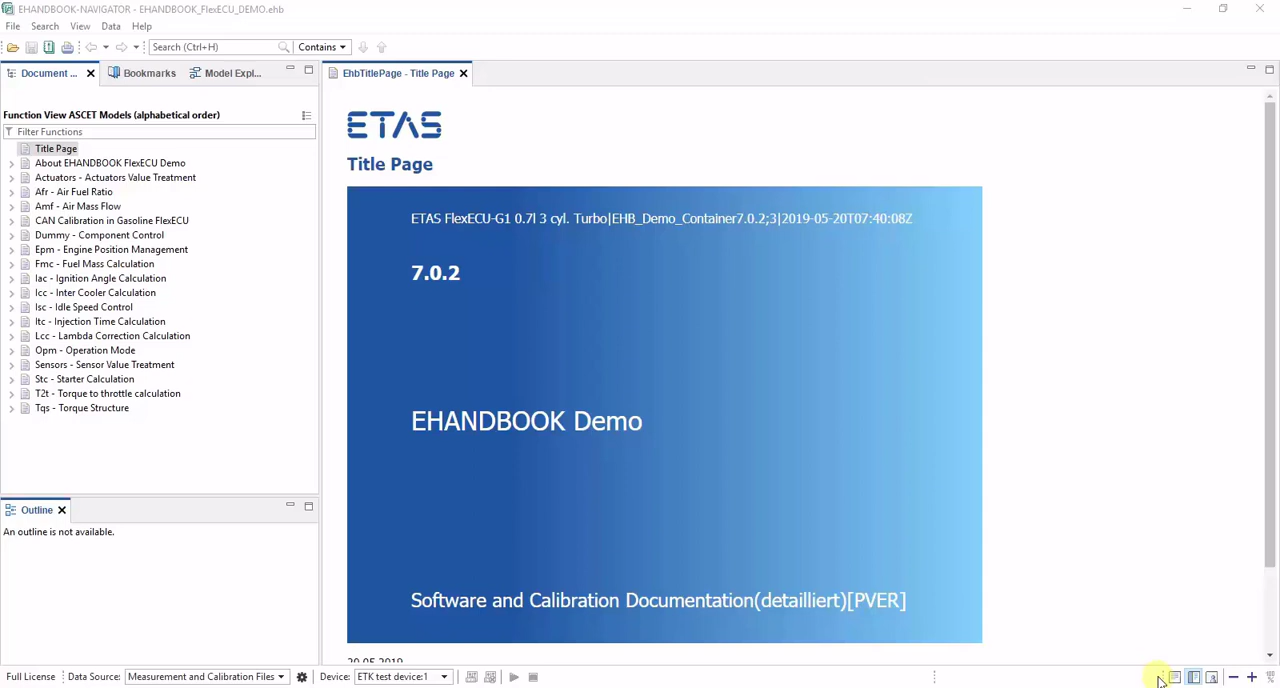 EHANDBOOK-NAVIGATOR - EHANDBOOK_FlexECU_DEMO.ehb
File Search View Data Help
Search (Ctrl+H) Contains
Document ... Bookmarks Model Expl...
EhbTitlePage - Title Page
Function View ASCET Models (alphabetical order)
Filter Functions
Title Page
About EHANDBOOK FlexECU Demo
Actuators - Actuators Value Treatment
Afr - Air Fuel Ratio
Amf - Air Mass Flow
CAN Calibration in Gasoline FlexECU
Dummy - Component Control
Epm - Engine Position Management
Fmc - Fuel Mass Calculation
Iac - Ignition Angle Calculation
Icc - Inter Cooler Calculation
Isc - Idle Speed Control
Itc - Injection Time Calculation
Lcc - Lambda Correction Calculation
Opm - Operation Mode
Sensors - Sensor Value Treatment
Stc - Starter Calculation
T2t - Torque to throttle calculation
Tqs - Torque Structure
Outline
An outline is not available.
ETAS
Title Page
ETAS FlexECU-G1 0.7l 3 cyl. Turbo|EHB_Demo_Container7.0.2;3|2019-05-20T07:40:08Z
7.0.2
EHANDBOOK Demo
Software and Calibration Documentation(detailliert)[PVER]
20.05.2019
Full License Data Source: Measurement and Calibration Files Device: ETK test device:1